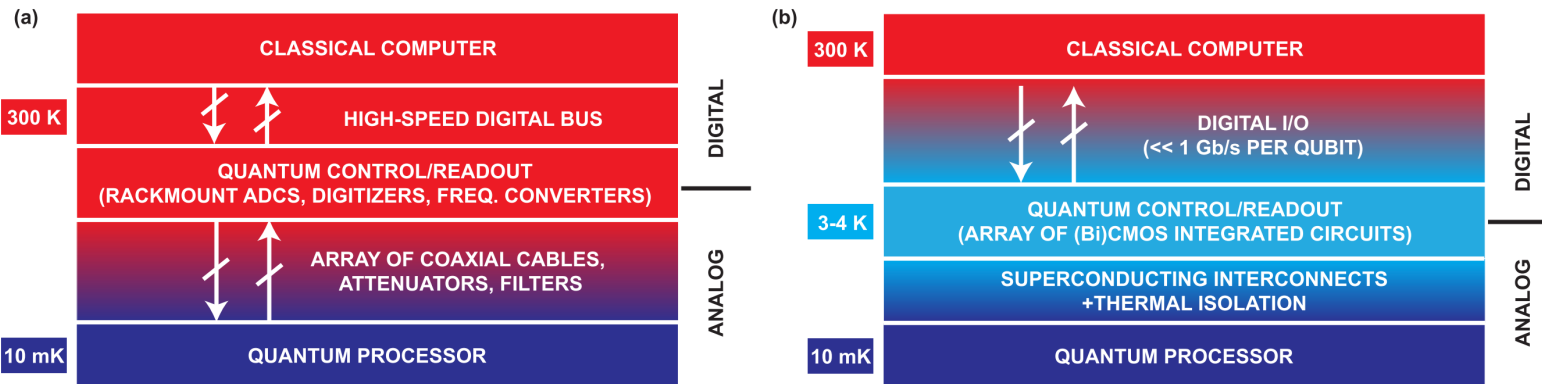 (a)
CLASSICAL COMPUTER
300 K
HIGH-SPEED DIGITAL BUS
QUANTUM CONTROL/READOUT
(RACKMOUNT ADCS, DIGITIZERS, FREQ. CONVERTERS)
ARRAY OF COAXIAL CABLES,
ATTENUATORS, FILTERS
10 mK
QUANTUM PROCESSOR
DIGITAL
ANALOG
(b)
300 K
CLASSICAL COMPUTER
DIGITAL I/O
(<< 1 Gb/s PER QUBIT)
3-4 K
QUANTUM CONTROL/READOUT
(ARRAY OF (Bi)CMOS INTEGRATED CIRCUITS)
SUPERCONDUCTING INTERCONNECTS
+THERMAL ISOLATION
10 mK
QUANTUM PROCESSOR
DIGITAL
ANALOG